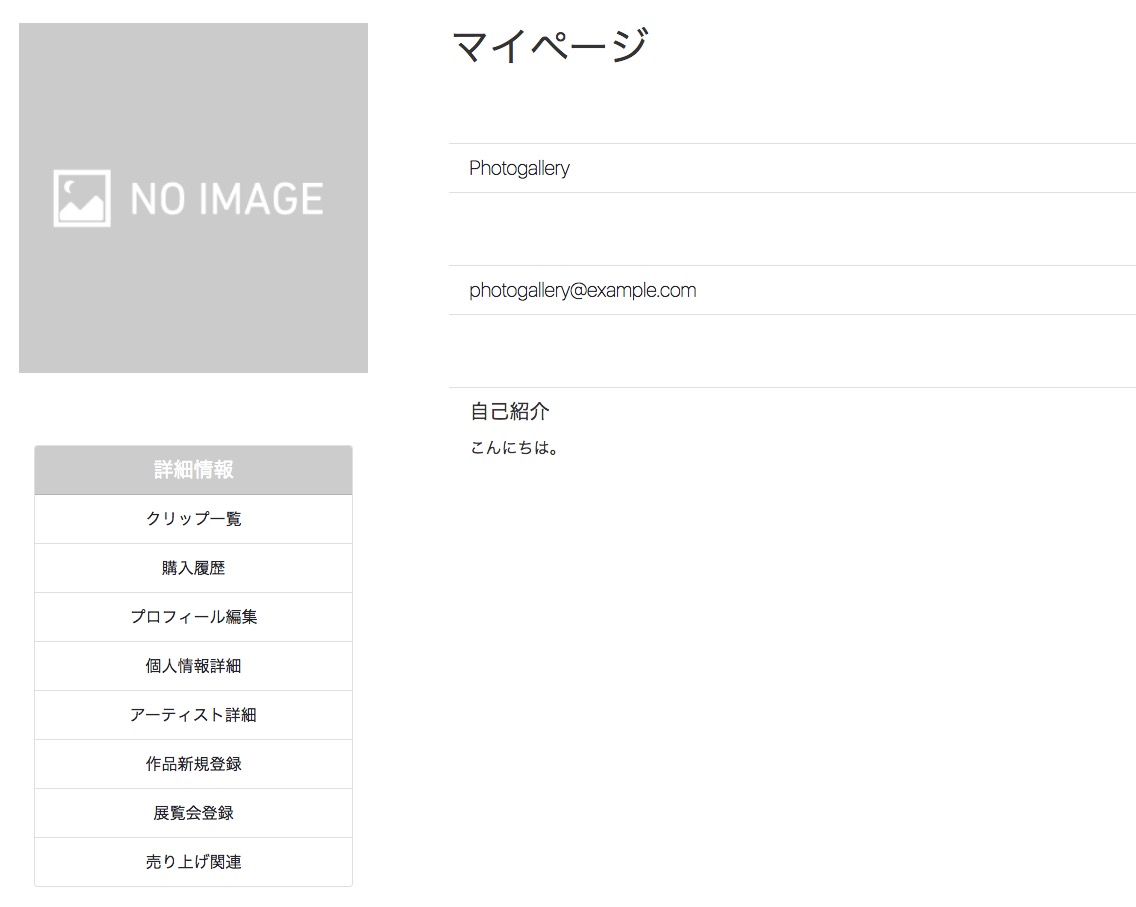 NO IMAGE
詳細情報
クリップ一覧
購入履歴
プロフィール編集
個人情報詳細
アーティスト詳細
作品新規登録
展覧会登録
売り上げ関連
マイページ
Photogallery
photogallery@example.com
自己紹介
こんにちは。